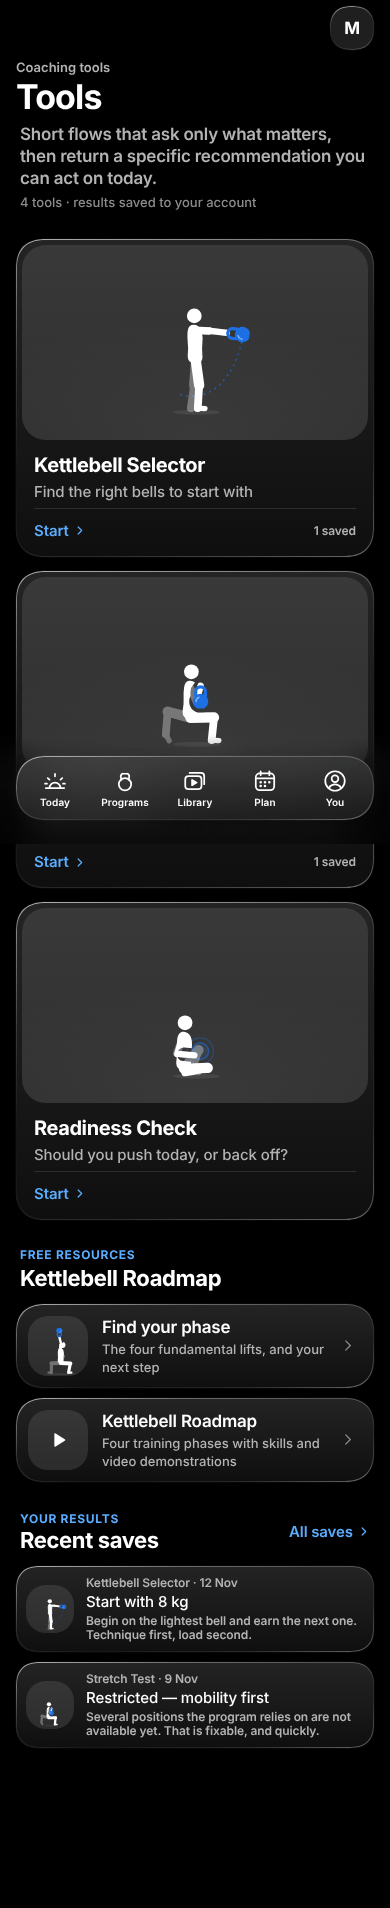 M
Coaching tools
Tools
Short flows that ask only what matters,
then return a specific recommendation you
can act on today.
4 tools · results saved to your account
Kettlebell Selector
Find the right bells to start with
Start
1 saved
Today
Programs
Library
Plan
You
Start
1 saved
Readiness Check
Should you push today, or back off?
Start
FREE RESOURCES
Kettlebell Roadmap
Find your phase
The four fundamental lifts, and your
next step
Kettlebell Roadmap
Four training phases with skills and
video demonstrations
YOUR RESULTS
Recent saves
All saves
Kettlebell Selector · 12 Nov
Start with 8 kg
Begin on the lightest bell and earn the next one.
Technique first, load second.
Stretch Test · 9 Nov
Restricted — mobility first
Several positions the program relies on are not
available yet. That is fixable, and quickly.